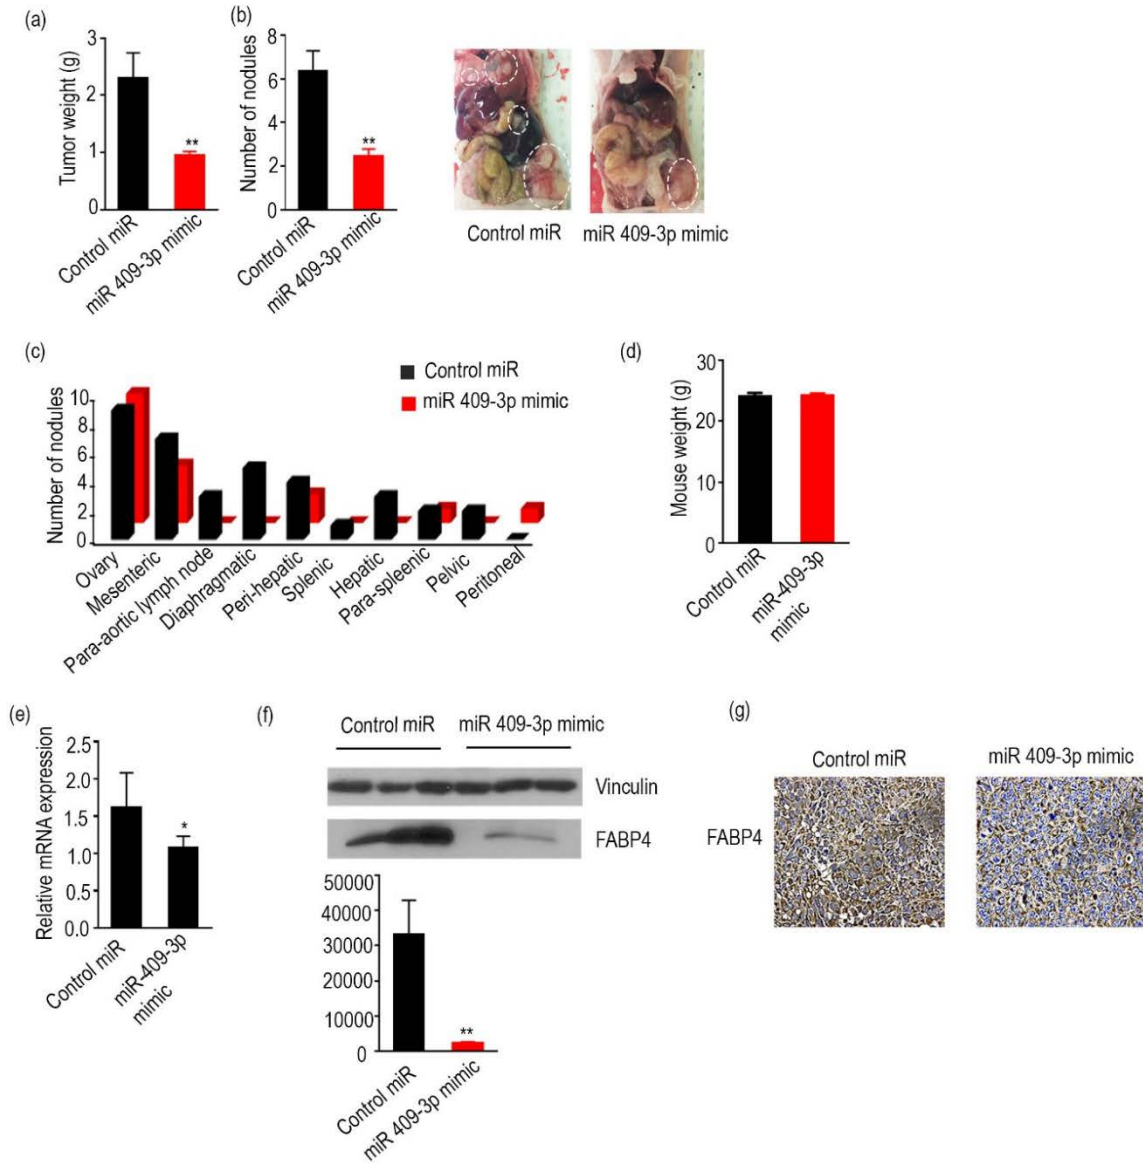 (a)
3
2
1
0
Tumor weight (g)
**
Control miR
miR 409-3p mimic
(b)
8
6
4
2
0
Number of nodules
**
Control miR
miR 409-3p mimic
Control miR
miR 409-3p mimic
(c)
Control miR
miR 409-3p mimic
10
8
6
4
2
0
Number of nodules
Ovary
Mesenteric
Para-aortic lymph node
Diaphragmatic
Peri-hepatic
Splenic
Hepatic
Para-spleenic
Pelvic
Peritoneal
(d)
30
20
10
0
Mouse weight (g)
Control miR
miR-409-3p
mimic
(e)
2.5
2.0
1.5
1.0
0.5
0.0
Relative mRNA expression
*
Control miR
miR-409-3p
mimic
(f)
Control miR
miR 409-3p mimic
Vinculin
FABP4
50000
40000
30000
20000
10000
0
**
Control miR
miR 409-3p mimic
(g)
Control miR
miR 409-3p mimic
FABP4